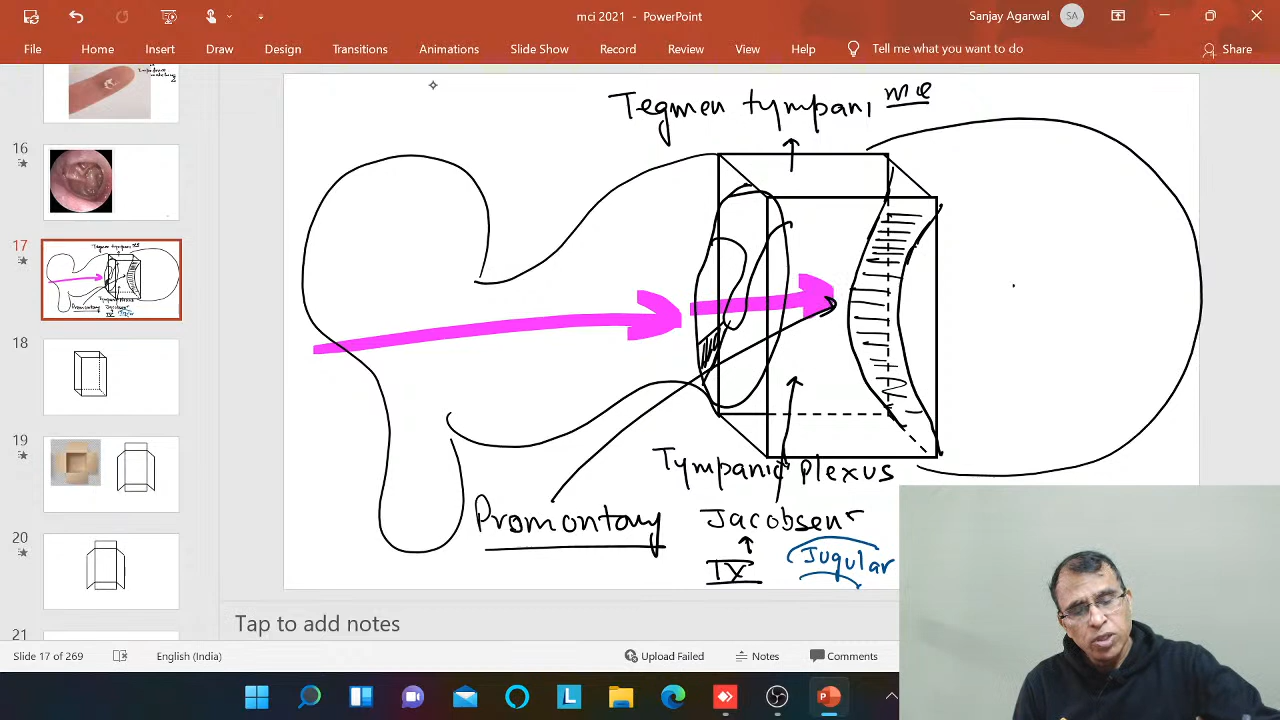 mci 2021 - PowerPoint
Sanjay Agarwal
SA
File Home Insert Draw Design Transitions Animations Slide Show Record Review View Help Tell me what you want to do
Share
16
17
18
19
20
21
Tegmen tympani
Tympanic Plexus
Promontory
Jacobsen
IX
Jugular
Tap to add notes
Slide 17 of 269
English (India)
Upload Failed
Notes
Comments